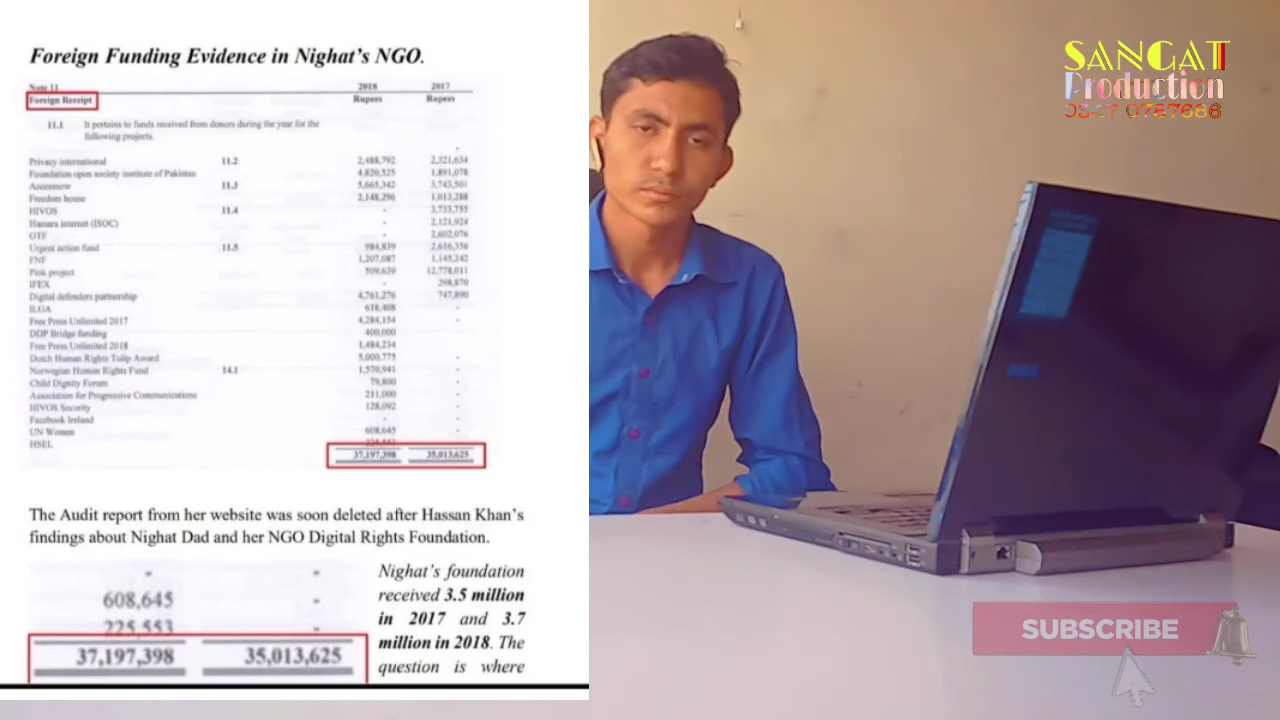 Foreign Funding Evidence in Nighat's NGO.
Note 11 2018 2017
Foreign Receipt Rupees Rupees
11.1 It pertains to funds received from donors during the year for the
following projects.
-
Privacy international 11.2 2,488,792 2,321,634
Foundation open society institute of Pakistan 4,820,525 1,891,078
Accessnow 11.3 5,665,342 3,743,501
Freedom house 2,148,296 1,013,288
HIVOS 11.4 - 3,733,755
Hamara internet (ISOC) - 2,121,924
OTF - 2,602,076
Urgent action fund 11.5 984,839 2,616,356
FNF 1,207,087 1,145,242
Pink project 509,639 12,778,011
IFEX - 298,870
Digital defenders partnership 4,761,276 747,890
ILGA 618,408 -
Free Press Unlimited 2017 4,284,154 -
DDP Bridge funding 400,000
Free Press Unlimited 2018 1,484,234
Dutch Human Rights Tulip Award 5,000,775 -
Norwegian Human Rights Fund 14.1 1,570,941 -
Child Dignity Forum 79,800 -
Association for Progressive Communications 211,000 -
HIVOS Security 128,092 -
Facebook Ireland - -
UN Women 608,645 -
HSEL 225,553 -
37,197,398 35,013,625
The Audit report from her website was soon deleted after Hassan Khan's
findings about Nighat Dad and her NGO Digital Rights Foundation.
- -
608,645 -
225,553 -
37,197,398 35,013,625
Nighat's foundation
received 3.5 million
in 2017 and 3.7
million in 2018. The
question is where
SANGAT
Production
SUBSCRIBE